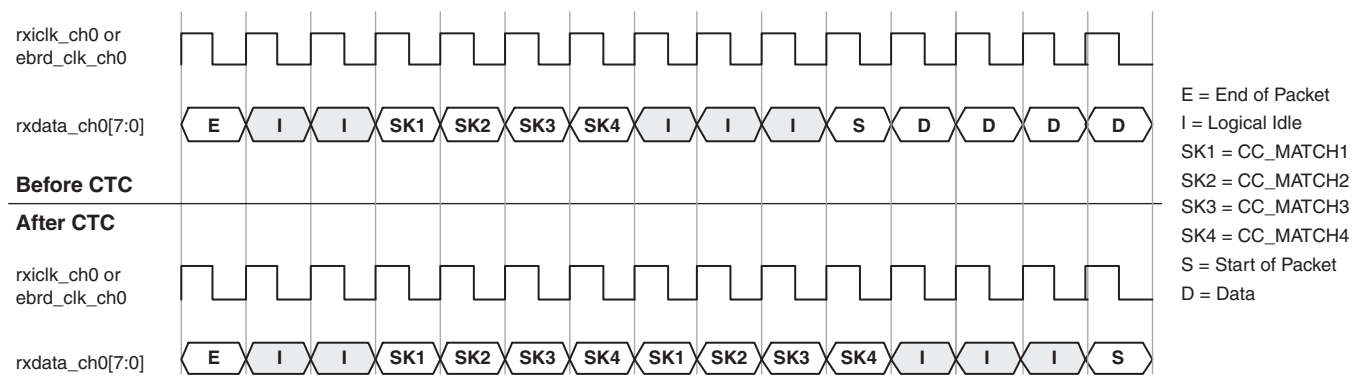 rxiclk_ch0 or
ebrd_clk_ch0
rxdata_ch0[7:0]
E I I SK1 SK2 SK3 SK4 I I I S D D D D
Before CTC
After CTC
rxiclk_ch0 or
ebrd_clk_ch0
rxdata_ch0[7:0]
E I I SK1 SK2 SK3 SK4 SK1 SK2 SK3 SK4 I I I S
E = End of Packet
I = Logical Idle
SK1 = CC_MATCH1
SK2 = CC_MATCH2
SK3 = CC_MATCH3
SK4 = CC_MATCH4
S = Start of Packet
D = Data